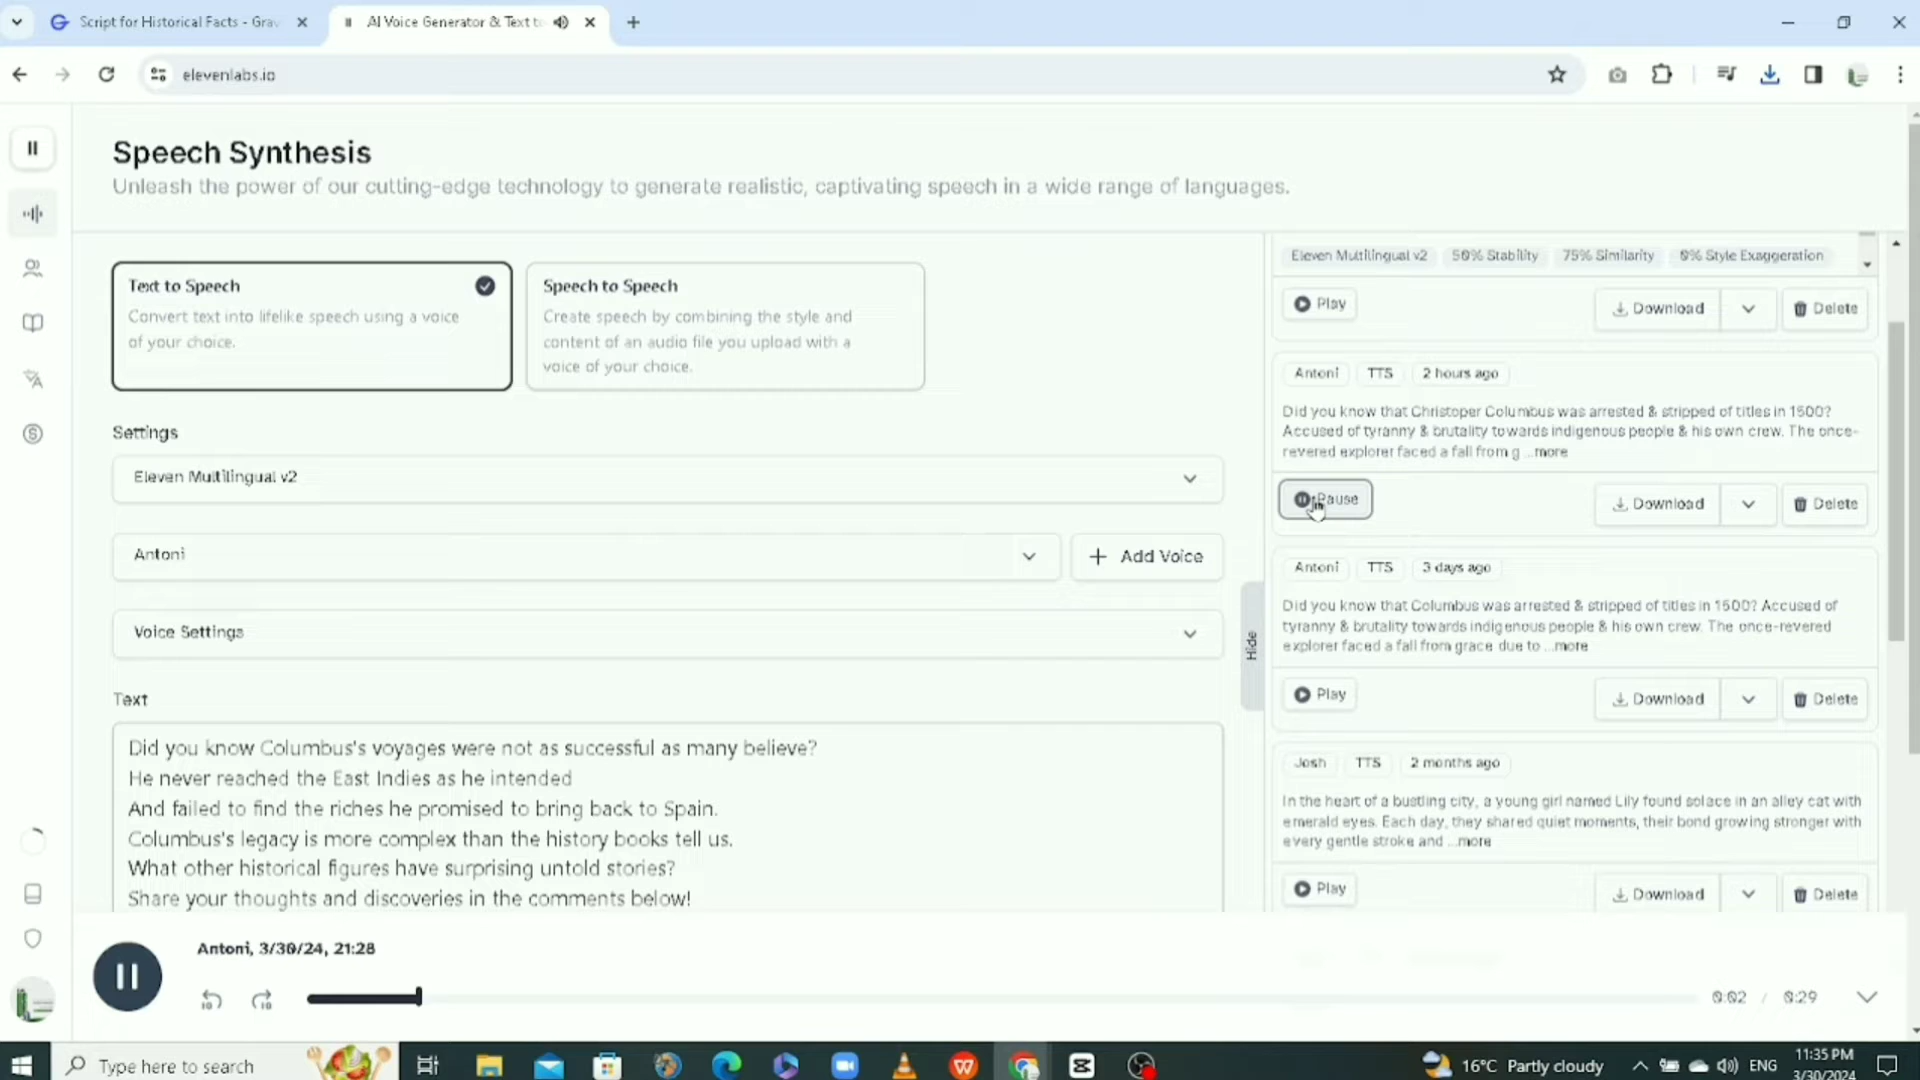 Script for Historical Facts - Grav
AI Voice Generator & Text to
elevenlabs.io
Speech Synthesis
Unleash the power of our cutting-edge technology to generate realistic, captivating speech in a wide range of languages.
Text to Speech
Convert text into lifelike speech using a voice
of your choice.
Speech to Speech
Create speech by combining the style and
content of an audio file you upload with a
voice of your choice.
Settings
Eleven Multilingual v2
Antoni
Add Voice
Voice Settings
Text
Did you know Columbus's voyages were not as successful as many believe?
He never reached the East Indies as he intended
And failed to find the riches he promised to bring back to Spain.
Columbus's legacy is more complex than the history books tell us.
What other historical figures have surprising untold stories?
Share your thoughts and discoveries in the comments below!
Hide
Eleven Multilingual v2 50% Stability 75% Similarity 0% Style Exaggeration
Play Download Delete
Antoni TTS 2 hours ago
Did you know that Christoper Columbus was arrested & stripped of titles in 1500?
Accused of tyranny & brutality towards indigenous people & his own crew. The once-
revered explorer faced a fall from g ...more
Pause Download Delete
Antoni TTS 3 days ago
Did you know that Columbus was arrested & stripped of titles in 1500? Accused of
tyranny & brutality towards indigenous people & his own crew. The once-revered
explorer faced a fall from grace due to ...more
Play Download Delete
Josh TTS 2 months ago
In the heart of a bustling city, a young girl named Lily found solace in an alley cat with
emerald eyes. Each day, they shared quiet moments, their bond growing stronger with
every gentle stroke and ...more
Play Download Delete
Antoni, 3/30/24, 21:28
10 10
0:02 / 0:29
Type here to search
16°C Partly cloudy
ENG
11:35 PM
3/30/2024